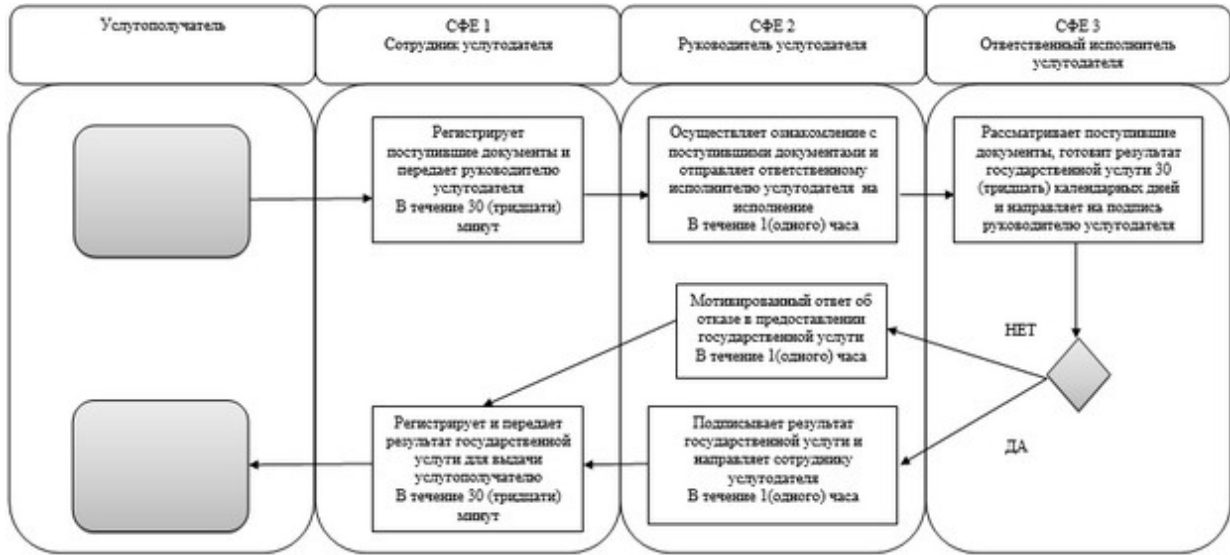 Услугополучатель
СФЕ 1
Сотрудник услугодателя
СФЕ 2
Руководитель услугодателя
СФЕ 3
Ответственный исполнитель
услугодателя
Регистрирует
поступившие документы и
передает руководителю
услугодателя
В течение 30 (тридцати)
минут
Осуществляет ознакомление с
поступившими документами и
отправляет ответственному
исполнителю услугодателя на
исполнение
В течение 1(одного) часа
Рассматривает поступившие
документы, готовит результат
государственной услуги 30
(тридцать) календарных дней
и направляет на подпись
руководителю услугодателя
Мотивированный ответ об
отказе в предоставлении
государственной услуги
В течение 1(одного) часа
НЕТ
Регистрирует и передает
результат государственной
услуги для выдачи
услугополучателю
В течение 30 (тридцати)
минут
Подписывает результат
государственной услуги и
направляет сотруднику
услугодателя
В течение 1(одного) часа
ДА